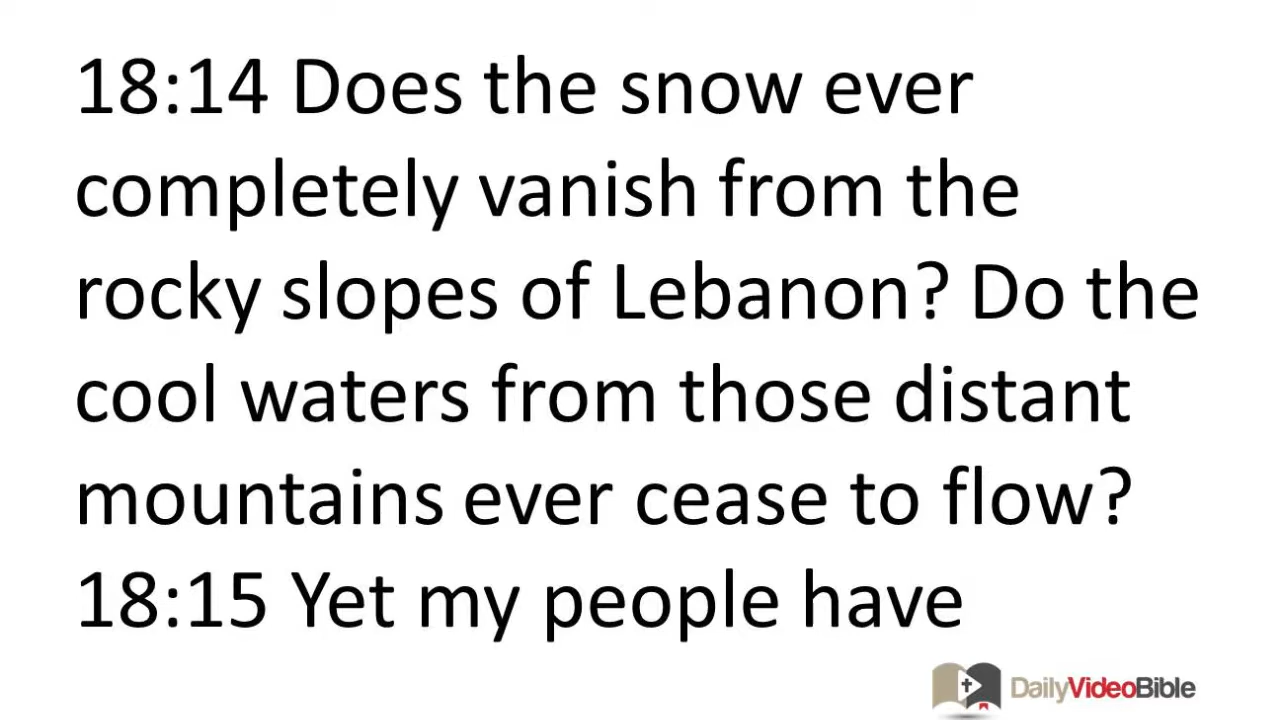 18:14 Does the snow ever
completely vanish from the
rocky slopes of Lebanon? Do the
cool waters from those distant
mountains ever cease to flow?
18:15 Yet my people have
DailyVideoBible